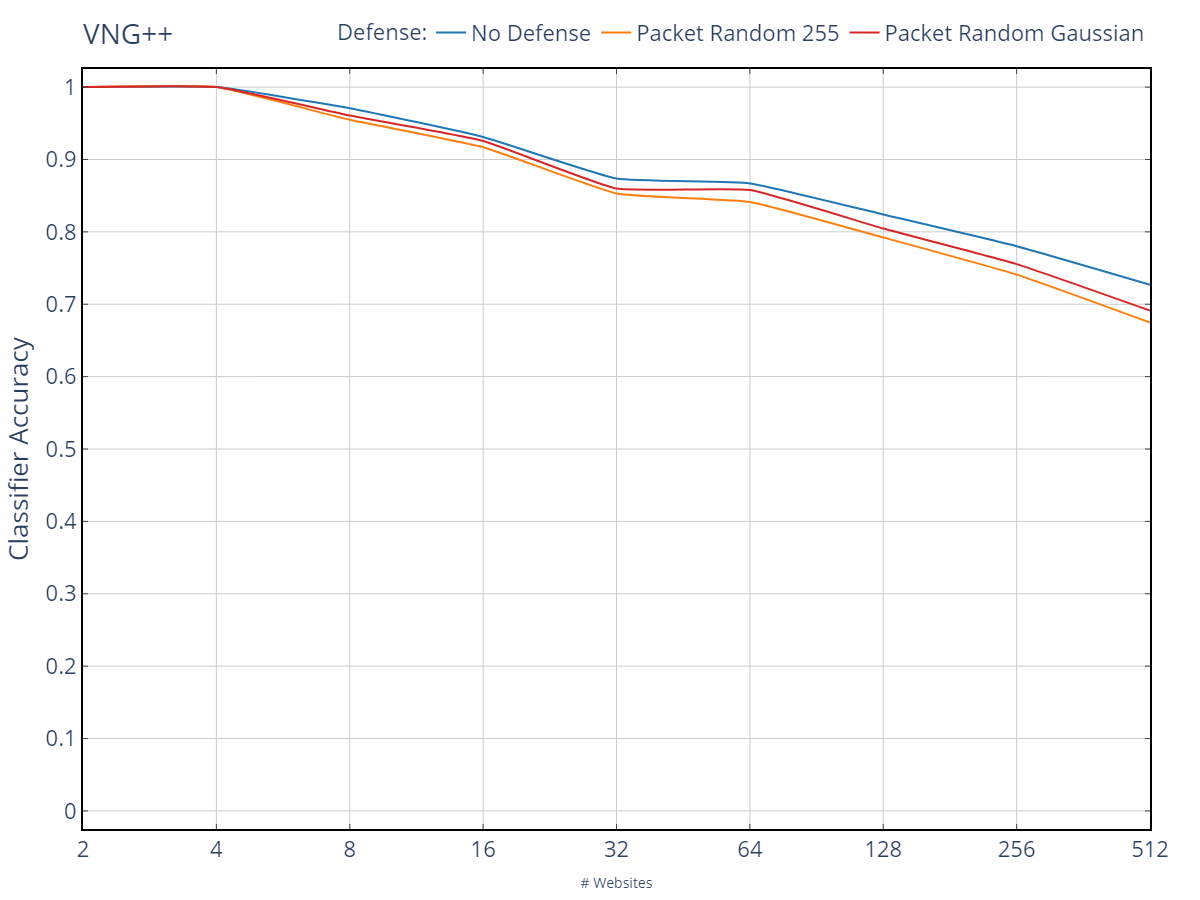 VNG++
Defense: No Defense Packet Random 255 Packet Random Gaussian
Classifier Accuracy
1
0.9
0.8
0.7
0.6
0.5
0.4
0.3
0.2
0.1
0
2 4 8 16 32 64 128 256 512
# Websites